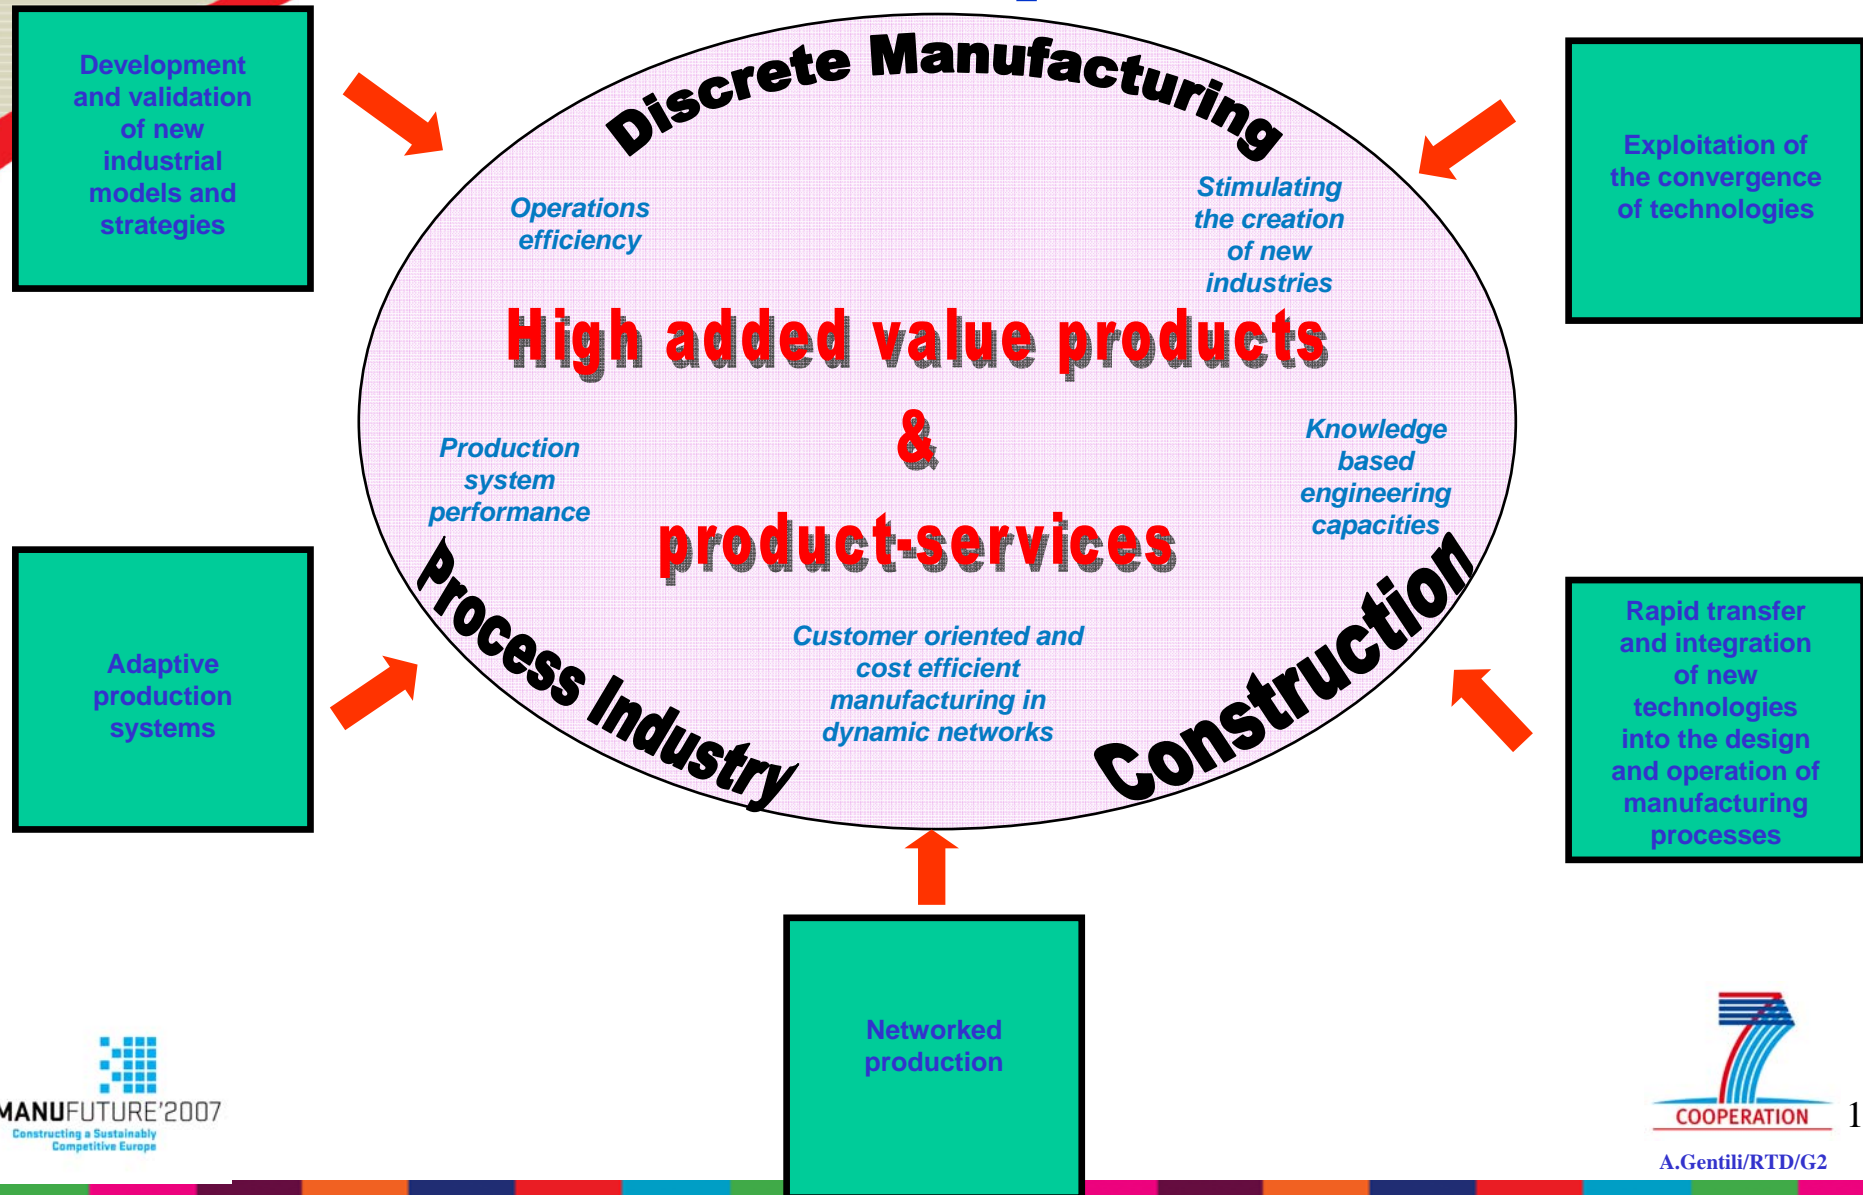 Development
and validation
of new
industrial
models and
strategies
Discrete Manufacturing
Exploitation of
the convergence
of technologies
Operations
efficiency
Stimulating
the creation
of new
industries
High added value products
&
product-services
Production
system
performance
Knowledge
based
engineering
capacities
Process Industry
Construction
Customer oriented and
cost efficient
manufacturing in
dynamic networks
Adaptive
production
systems
Rapid transfer
and integration
of new
technologies
into the design
and operation of
manufacturing
processes
Networked
production
MANUFUTURE'2007
Constructing a Sustainably
Competitive Europe
7
COOPERATION
1
A.Gentili/RTD/G2